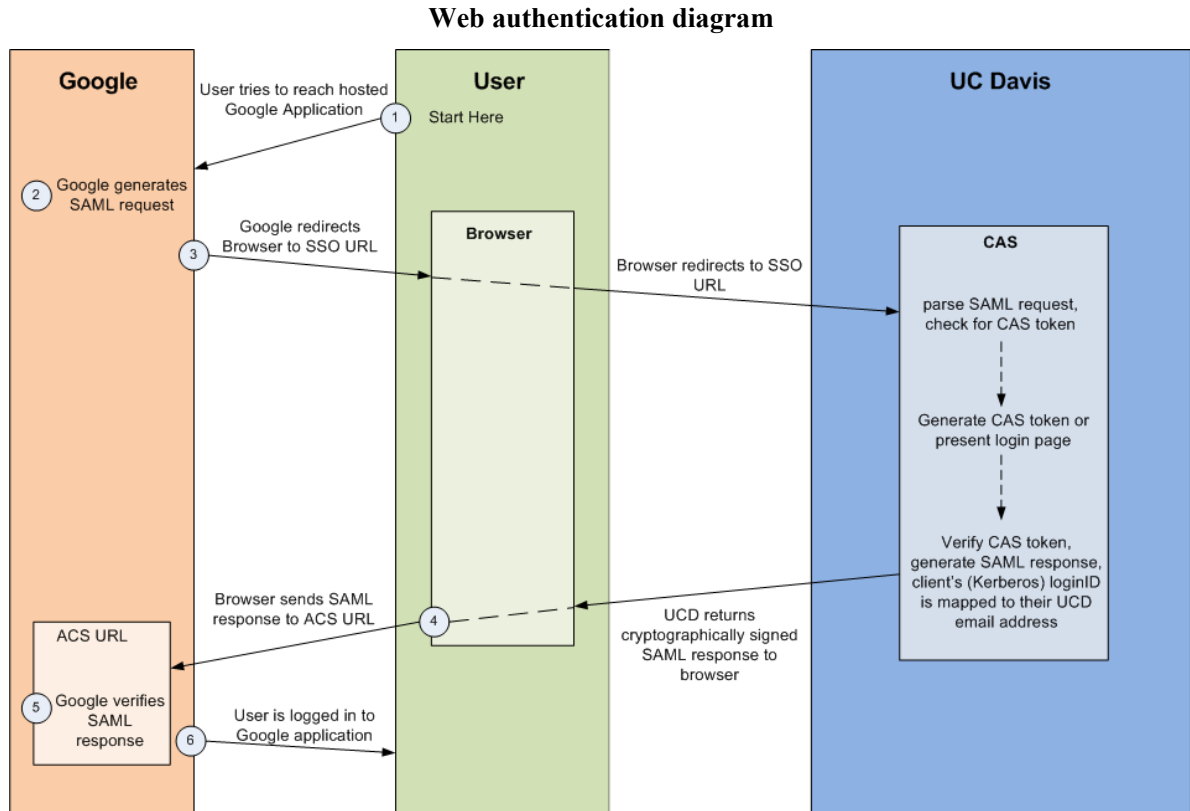 Web authentication diagram
Google
User
UC Davis
User tries to reach hosted
Google Application
1
Start Here
2
Google generates
SAML request
3
Google redirects
Browser to SSO URL
Browser
Browser redirects to SSO
URL
CAS
parse SAML request,
check for CAS token
Generate CAS token or
present login page
Verify CAS token,
generate SAML response,
client's (Kerberos) loginID
is mapped to their UCD
email address
UCD returns
cryptographically signed
SAML response to
browser
4
Browser sends SAML
response to ACS URL
ACS URL
5
Google verifies
SAML
response
6
User is logged in to
Google application